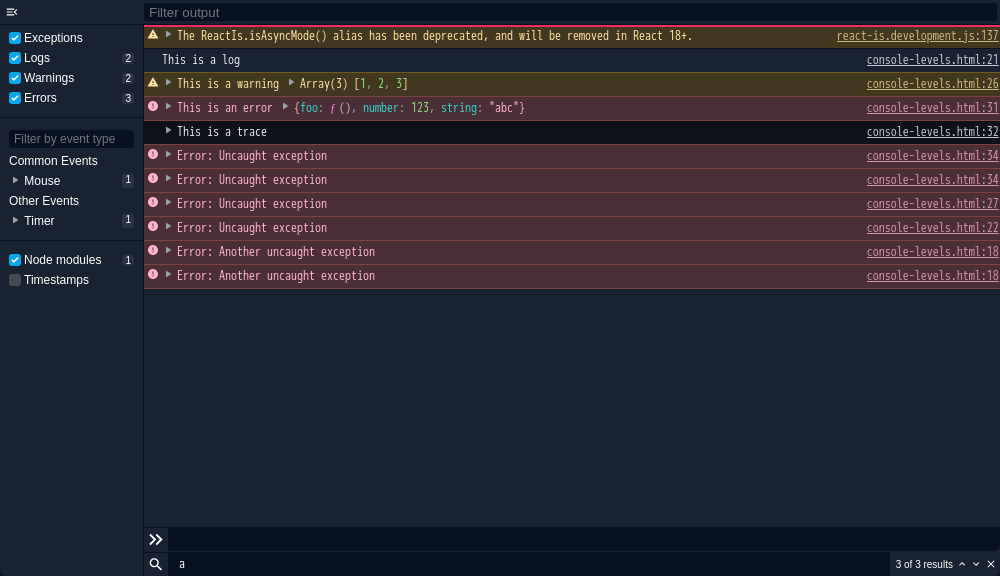 Filter output
Exceptions
Logs 2
Warnings 2
Errors 3
Filter by event type
Common Events
Mouse 1
Other Events
Timer 1
Node modules 1
Timestamps
The ReactIs.isAsyncMode() alias has been deprecated, and will be removed in React 18+. react-is.development.js:137
This is a log console-levels.html:21
This is a warning Array(3) [1, 2, 3] console-levels.html:26
This is an error {foo: ƒ (), number: 123, string: "abc"} console-levels.html:31
This is a trace console-levels.html:32
Error: Uncaught exception console-levels.html:34
Error: Uncaught exception console-levels.html:34
Error: Uncaught exception console-levels.html:27
Error: Uncaught exception console-levels.html:22
Error: Another uncaught exception console-levels.html:18
Error: Another uncaught exception console-levels.html:18
a 3 of 3 results